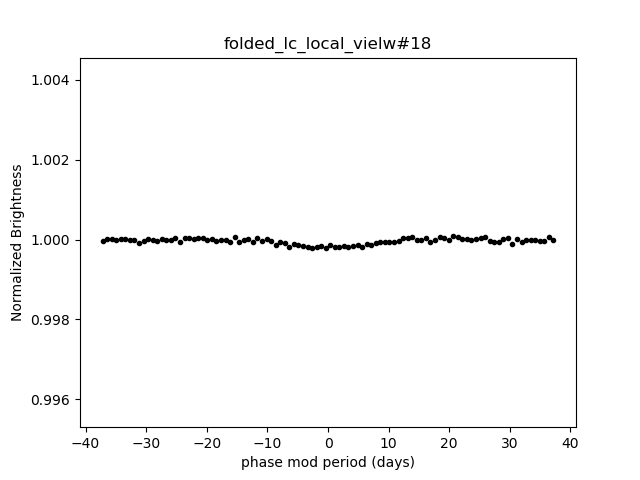 folded_lc_local_vielw#18
1.004
1.002
1.000
0.998
0.996
Normalized Brightness
−40 −30 −20 −10 0 10 20 30 40
phase mod period (days)